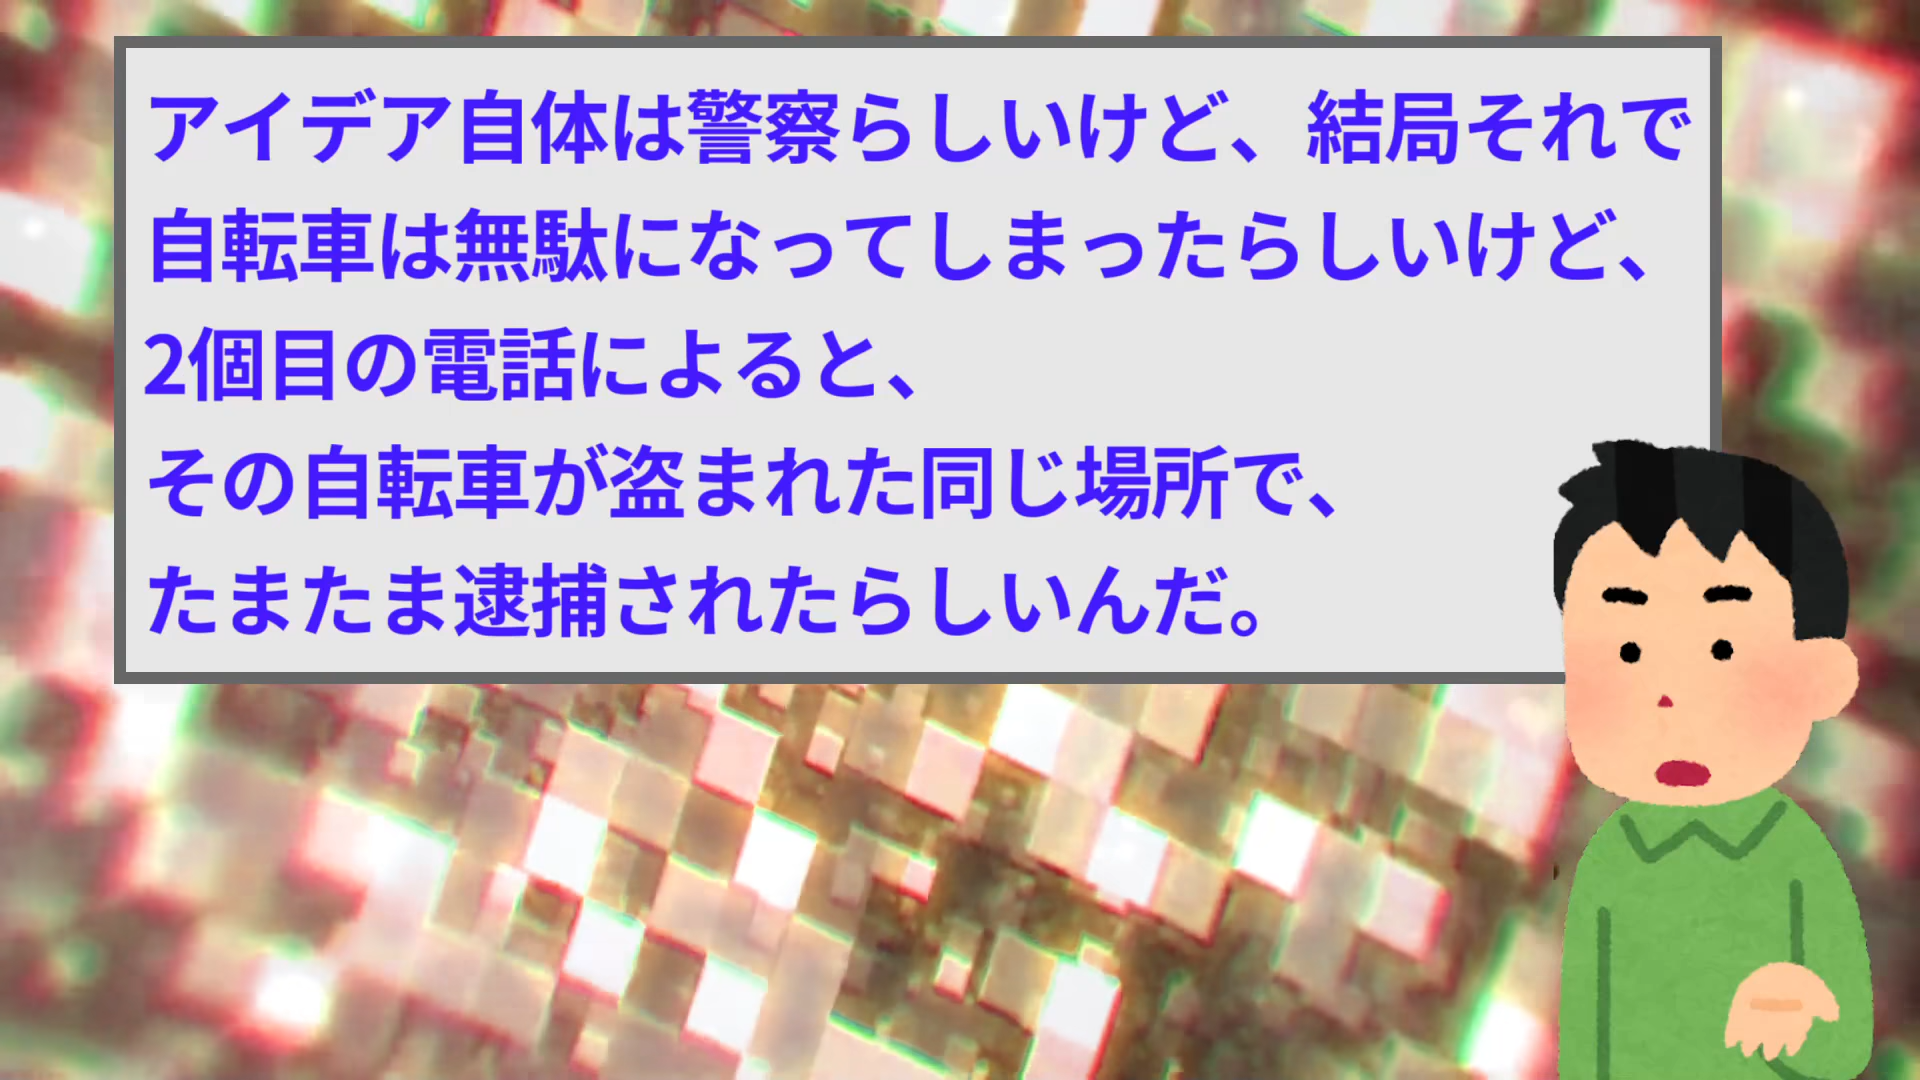 アイデア自体は警察らしいけど、結局それで
自転車は無駄になってしまったらしいけど、
2個目の電話によると、
その自転車が盗まれた同じ場所で、
たまたま逮捕されたらしいんだ。